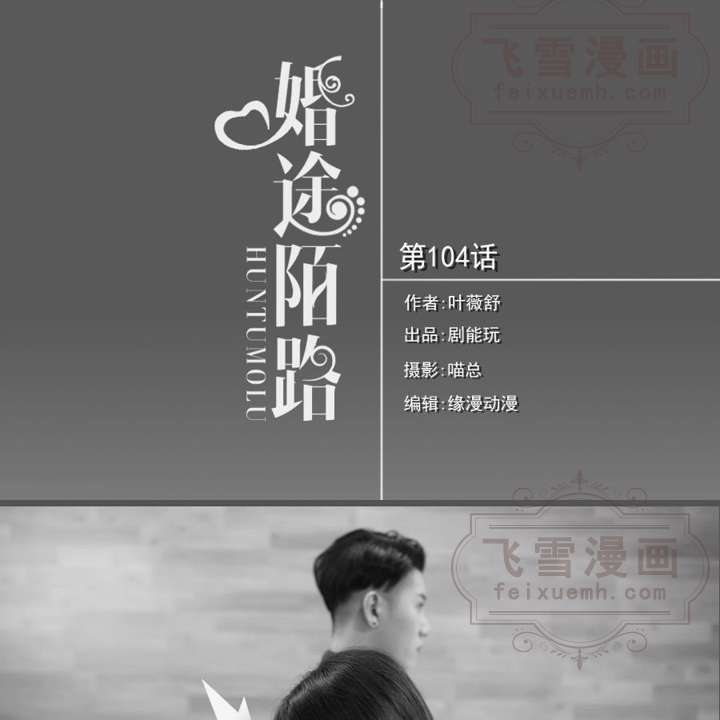 飞雪漫画
feixuemh.com
婚途陌路
HUNTUMOLU
第104话
作者:叶薇舒
出品:剧能玩
摄影:喵总
编辑:缘漫动漫
飞雪漫画
feixuemh.com